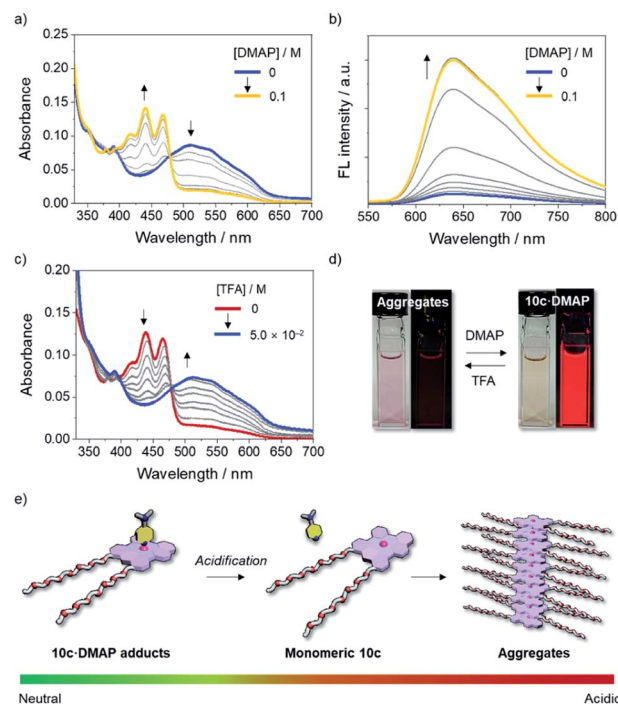 a)
[DMAP] / M
0
0.1
Absorbance
0.20
0.15
0.10
0.05
0.00
330
400
450
500
550
600
650
700
Wavelength / nm
b)
[DMAP] / M
0
0.1
FL intensity / a.u.
550
600
650
700
750
800
Wavelength / nm
c)
[TFA] / M
0
5.0 × 10⁻²
Absorbance
0.20
0.15
0.10
0.05
0.00
330
400
450
500
550
600
650
700
Wavelength / nm
d)
Aggregates
DMAP
TFA
10c·DMAP
e)
Acidification
10c·DMAP adducts
Monomeric 10c
Aggregates
Neutral
Acidic